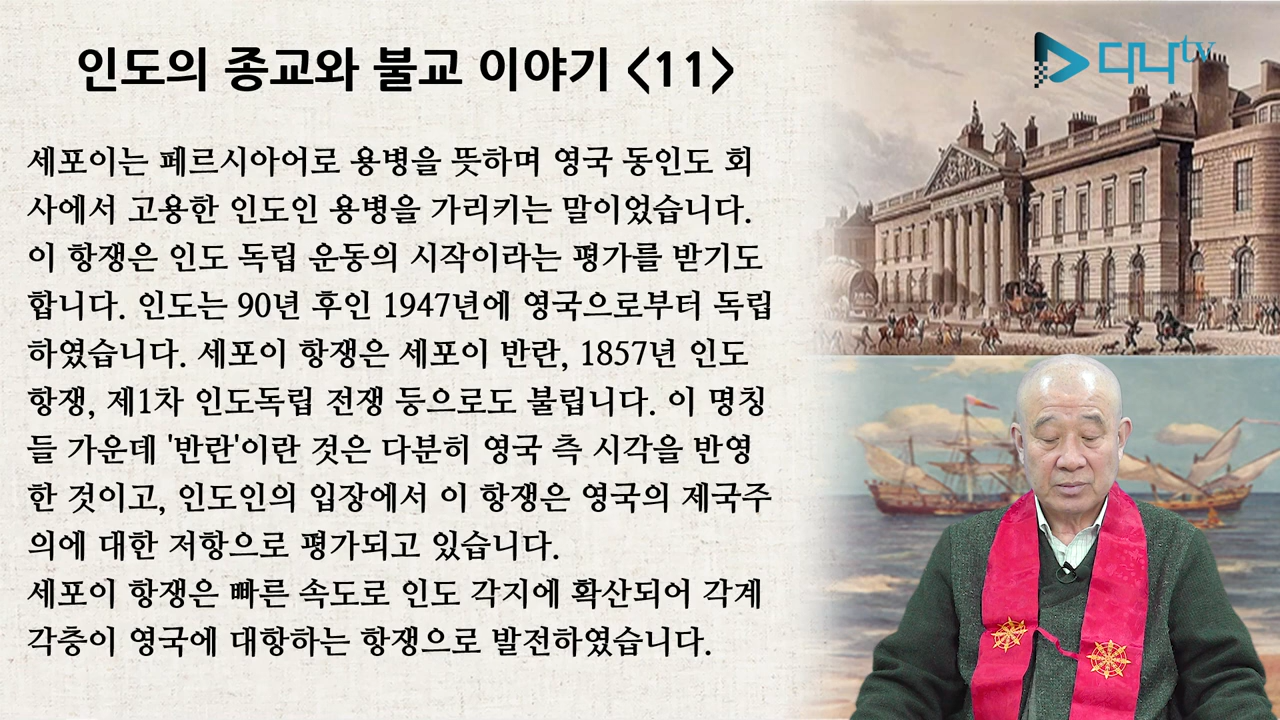 인도의 종교와 불교 이야기 <11>
다나tv
세포이는 페르시아어로 용병을 뜻하며 영국 동인도 회
사에서 고용한 인도인 용병을 가리키는 말이었습니다.
이 항쟁은 인도 독립 운동의 시작이라는 평가를 받기도
합니다. 인도는 90년 후인 1947년에 영국으로부터 독립
하였습니다. 세포이 항쟁은 세포이 반란, 1857년 인도
항쟁, 제1차 인도독립 전쟁 등으로도 불립니다. 이 명칭
들 가운데 '반란'이란 것은 다분히 영국 측 시각을 반영
한 것이고, 인도인의 입장에서 이 항쟁은 영국의 제국주
의에 대한 저항으로 평가되고 있습니다.
세포이 항쟁은 빠른 속도로 인도 각지에 확산되어 각계
각층이 영국에 대항하는 항쟁으로 발전하였습니다.